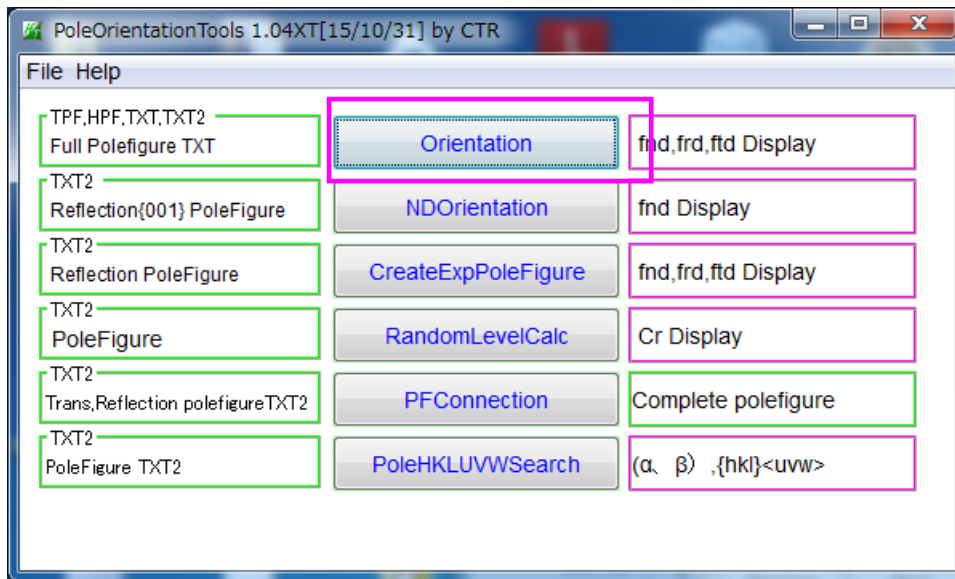 PoleOrientationTools 1.04XT[15/10/31] by CTR
File Help
TPF,HPF,TXT,TXT2
Full Polefigure TXT
Orientation
fnd,frd,ftd Display
TXT2
Reflection{001} PoleFigure
NDOrientation
fnd Display
TXT2
Reflection PoleFigure
CreateExpPoleFigure
fnd,frd,ftd Display
TXT2
PoleFigure
RandomLevelCalc
Cr Display
TXT2
Trans,Reflection polefigureTXT2
PFConnection
Complete polefigure
TXT2
PoleFigure TXT2
PoleHKLUVWSearch
(α、β）,{hkl}<uvw>